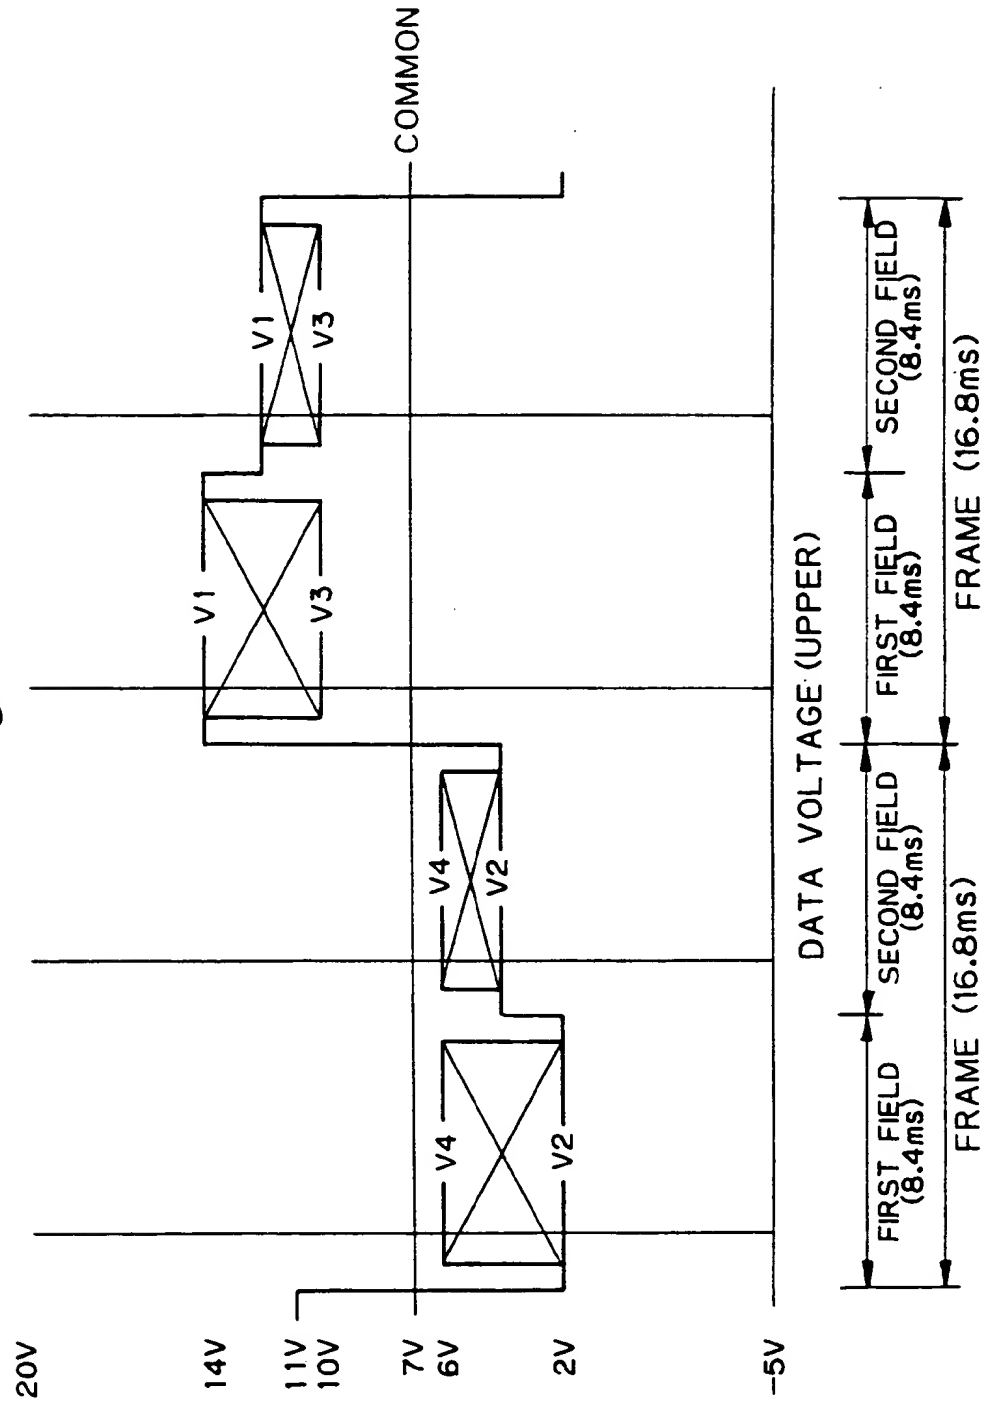 20V
14V
11V
10V
7V
6V
2V
-5V
COMMON
V4
V2
V4
V2
V1
V3
V1
V3
DATA VOLTAGE (UPPER)
FIRST FIELD
(8.4ms)
SECOND FIELD
(8.4ms)
FIRST FIELD
(8.4ms)
SECOND FIELD
(8.4ms)
FRAME (16.8ms)
FRAME (16.8ms)